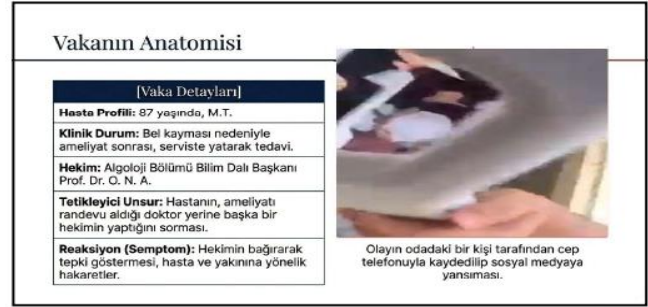 Vakanın Anatomisi
[Vaka Detayları]
Hasta Profili: 87 yaşında, M.T.
Klinik Durum: Bel kayması nedeniyle
ameliyat sonrası, serviste yatarak tedavi.
Hekim: Algoloji Bölümü Bilim Dalı Başkanı
Prof. Dr. O. N. A.
Tetikleyici Unsur: Hastanın, ameliyatı
randevu aldığı doktor yerine başka bir
hekimin yaptığını sorması.
Reaksiyon (Semptom): Hekimin bağırarak
tepki göstermesi, hasta ve yakınına yönelik
hakaretler.
Olayın odadaki bir kişi tarafından cep
telefonuyla kaydedilip sosyal medyaya
yansıması.